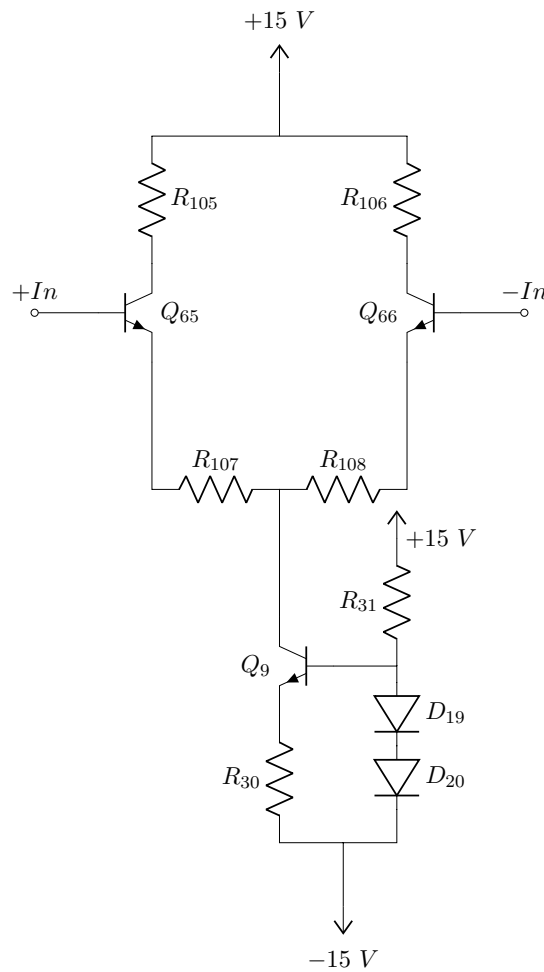 +15 V
R105
R106
+In
Q65
Q66
−In
R107
R108
+15 V
R31
Q9
D19
R30
D20
−15 V